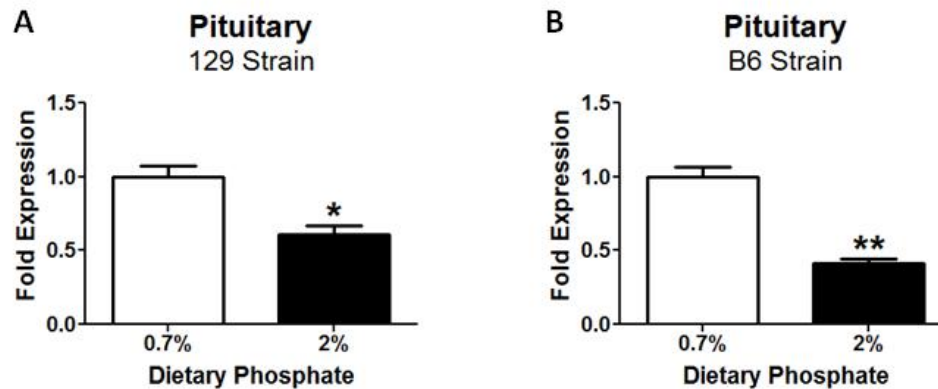 A
Pituitary
129 Strain
Fold Expression
1.5
1.0
0.5
0.0
*
0.7%
2%
Dietary Phosphate
B
Pituitary
B6 Strain
Fold Expression
1.5
1.0
0.5
0.0
**
0.7%
2%
Dietary Phosphate